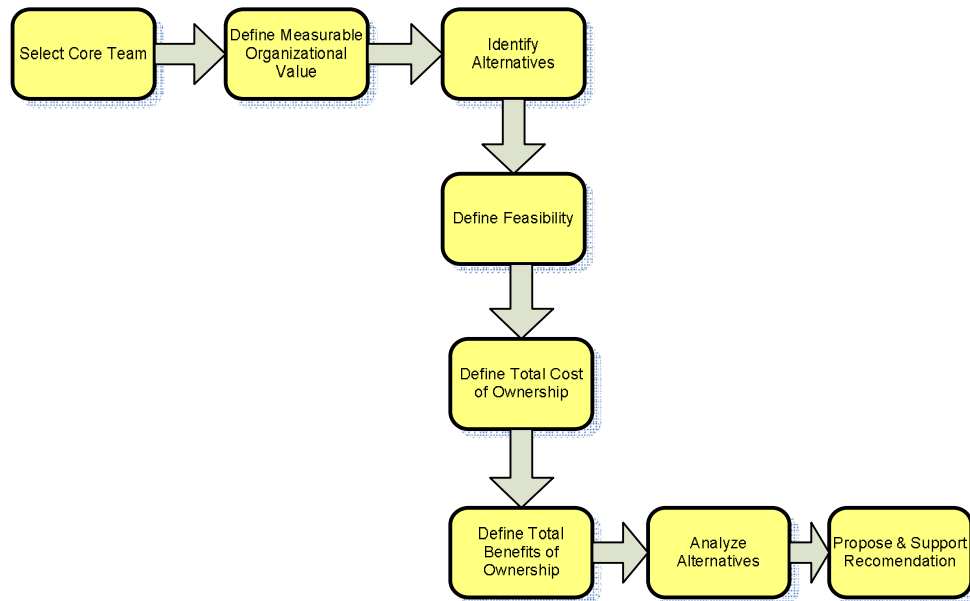 Select Core Team
Define Measurable
Organizational
Value
Identify
Alternatives
Define Feasibility
Define Total Cost
of Ownership
Define Total
Benefits of
Ownership
Analyze
Alternatives
Propose & Support
Recomendation